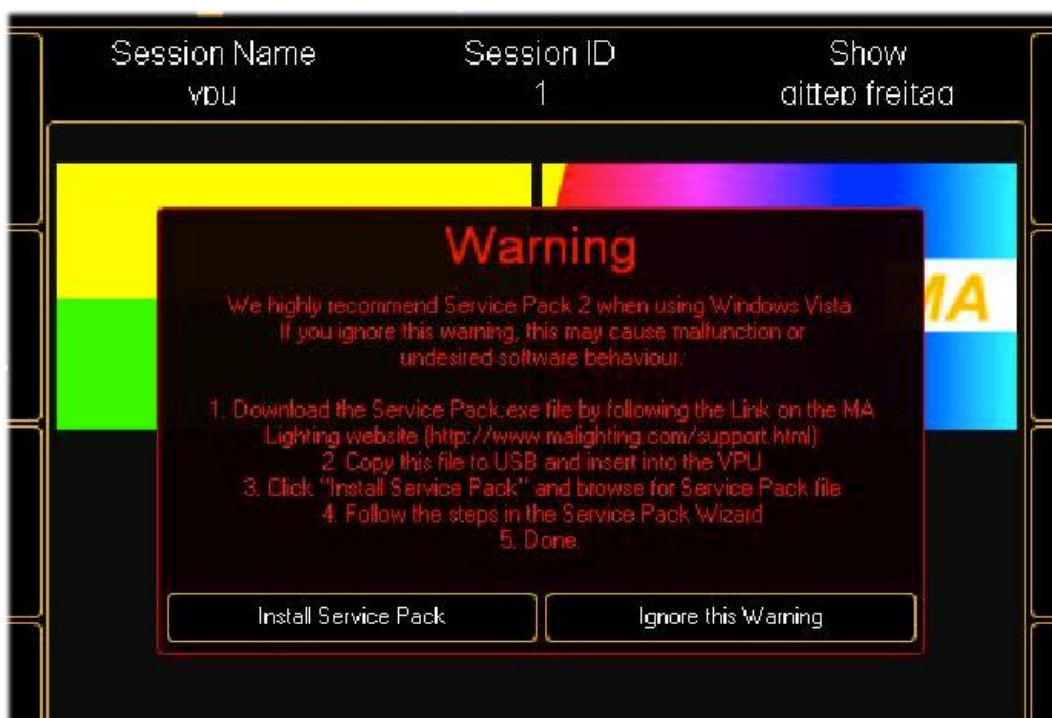 Session Name
Session ID
Show
vpu
1
gittep freitag
Warning
We highly recommend Service Pack 2 when using Windows Vista.
If you ignore this warning, this may cause malfunction or
undesired software behaviour.
1. Download the Service Pack.exe file by following the Link on the MA
Lighting website (http://www.malighting.com/support.html)
2. Copy this file to USB and insert into the VPU
3. Click "Install Service Pack" and browse for Service Pack file
4. Follow the steps in the Service Pack Wizard
5. Done.
Install Service Pack
Ignore this Warning
MA